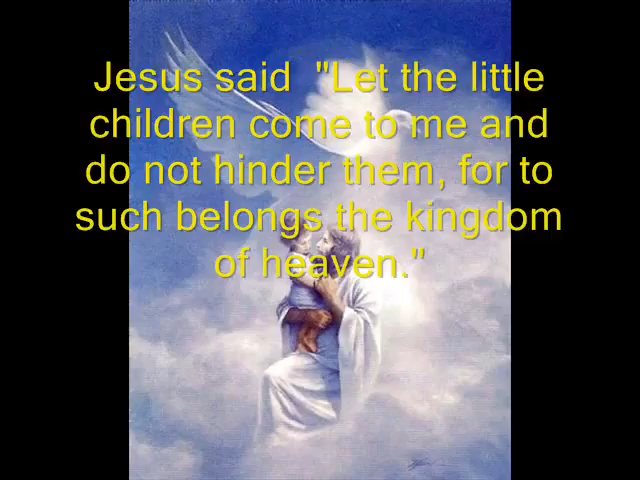 Jesus said  "Let the little
children come to me and
do not hinder them, for to
such belongs the kingdom
of heaven."